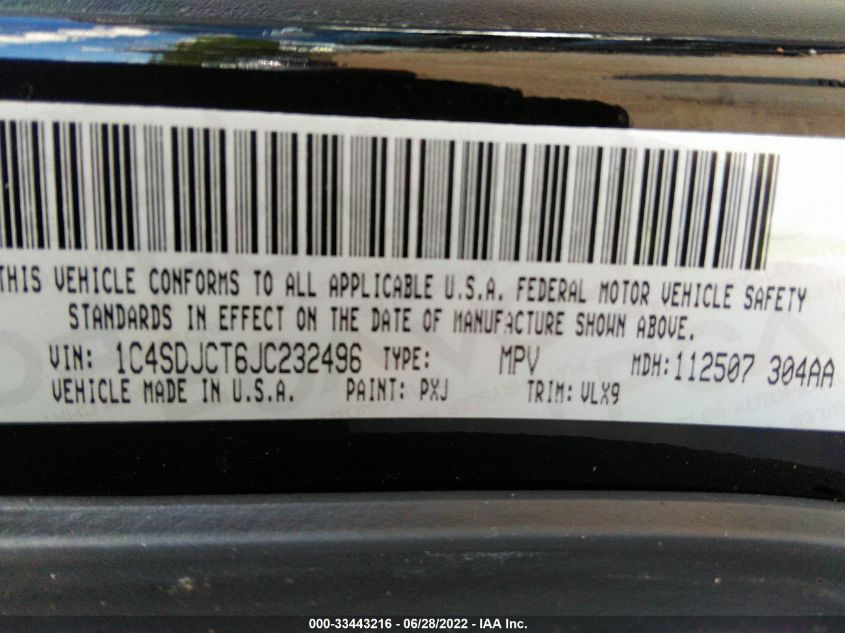 THIS VEHICLE CONFORMS TO ALL APPLICABLE U.S.A. FEDERAL MOTOR VEHICLE SAFETY
STANDARDS IN EFFECT ON THE DATE OF MANUFACTURE SHOWN ABOVE.
VIN: 1C4SDJCT6JC232496 TYPE: MPV MDH:112507 304AA
VEHICLE MADE IN U.S.A. PAINT: PXJ TRIM: VLX9
000-33443216 - 06/28/2022 - IAA Inc.